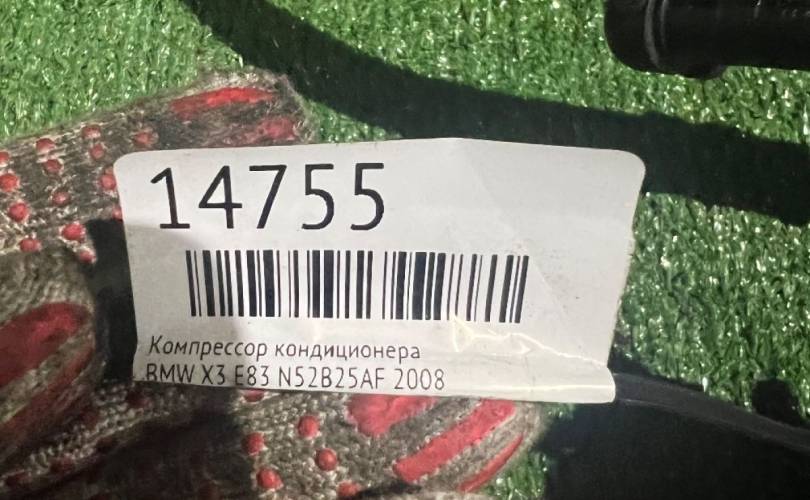 14755
Компрессор кондиционера
BMW X3 E83 N52B25AF 2008